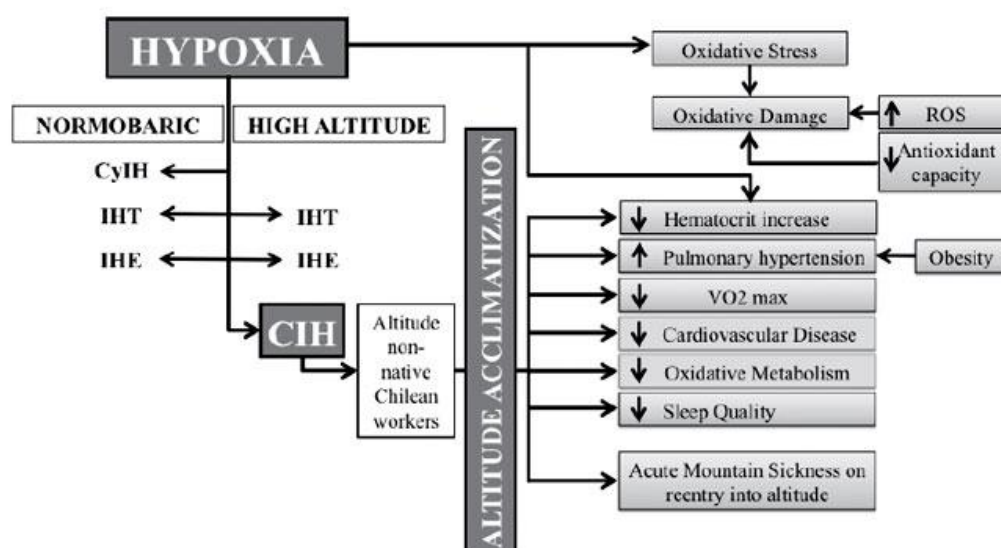 HYPOXIA
NORMOBARIC
HIGH ALTITUDE
CyIH
IHT
IHT
IHE
IHE
CIH
Altitude
non-
native
Chilean
workers
ALTITUDE ACCLIMATIZATION
Oxidative Stress
Oxidative Damage
ROS
Antioxidant
capacity
Hematocrit increase
Pulmonary hypertension
Obesity
VO2 max
Cardiovascular Disease
Oxidative Metabolism
Sleep Quality
Acute Mountain Sickness on
reentry into altitude